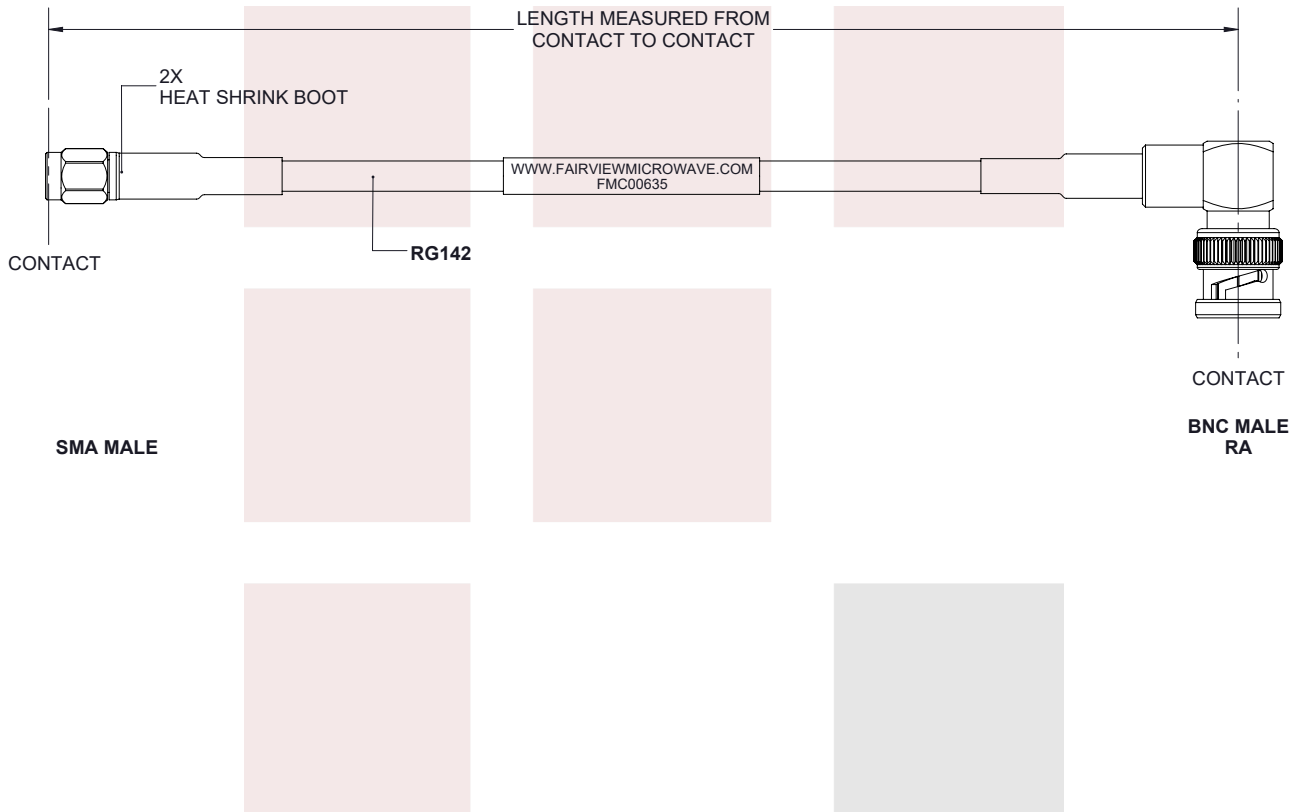 LENGTH MEASURED FROM
CONTACT TO CONTACT
2X
HEAT SHRINK BOOT
WWW.FAIRVIEWMICROWAVE.COM
FMC00635
RG142
CONTACT
CONTACT
SMA MALE
BNC MALE
RA